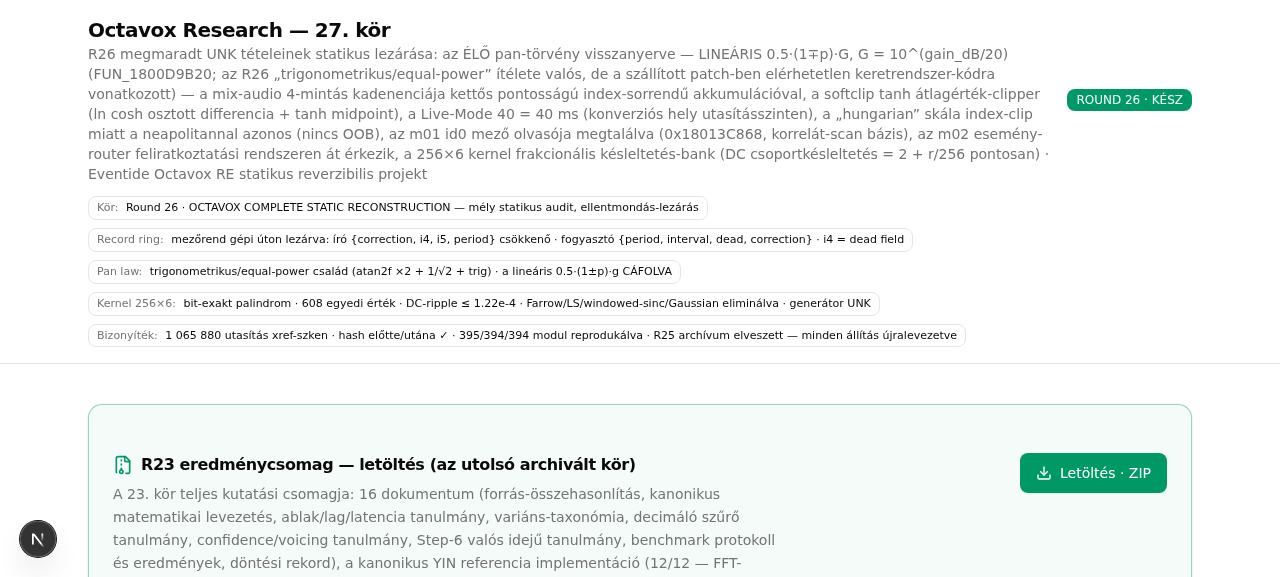 Octavox Research — 27. kör
R26 megmaradt UNK tételeinek statikus lezárása: az ÉLŐ pan-törvény visszanyerve — LINEÁRIS 0.5·(1∓p)·G, G = 10^(gain_dB/20)
(FUN_1800D9B20; az R26 „trigonometrikus/equal-power” ítélete valós, de a szállított patch-ben elérhetetlen keretrendszer-kódra
vonatkozott) — a mix-audio 4-mintás kadenciája kettős pontosságú index-sorrendű akkumulációval, a softclip tanh átlagérték-clipper
(ln cosh osztott differencia + tanh midpoint), a Live-Mode 40 = 40 ms (konverziós hely utasításszinten), a „hungarian” skála index-clip
miatt a neapolitannal azonos (nincs OOB), az m01 id0 mező olvasója megtalálva (0x18013C868, korrelát-scan bázis), az m02 esemény-
router feliratkoztatási rendszeren át érkezik, a 256×6 kernel frakcionális késleltetés-bank (DC csoportkésleltetés = 2 + r/256 pontosan) ·
Eventide Octavox RE statikus reverzibilis projekt
ROUND 26 · KÉSZ
Kör: Round 26 · OCTAVOX COMPLETE STATIC RECONSTRUCTION — mély statikus audit, ellentmondás-lezárás
Record ring: mezőrend gépi úton lezárva: író {correction, i4, i5, period} csökkenő · fogyasztó {period, interval, dead, correction} · i4 = dead field
Pan law: trigonometrikus/equal-power család (atan2f ×2 + 1/√2 + trig) · a lineáris 0.5·(1±p)·g CÁFOLVA
Kernel 256×6: bit-exakt palindrom · 608 egyedi érték · DC-ripple ≤ 1.22e-4 · Farrow/LS/windowed-sinc/Gaussian eliminálva · generátor UNK
Bizonyíték: 1 065 880 utasítás xref-szken · hash előtte/utána ✓ · 395/394/394 modul reprodukálva · R25 archívum elveszett — minden állítás újralevezetve
R23 eredménycsomag — letöltés (az utolsó archivált kör)
Letöltés · ZIP
A 23. kör teljes kutatási csomagja: 16 dokumentum (forrás-összehasonlítás, kanonikus
matematikai levezetés, ablak/lag/latencia tanulmány, variáns-taxonómia, decimáló szűrő
tanulmány, confidence/voicing tanulmány, Step-6 valós idejű tanulmány, benchmark protokoll
és eredmények, döntési rekord), a kanonikus YIN referencia implementáció (12/12 — FFT-